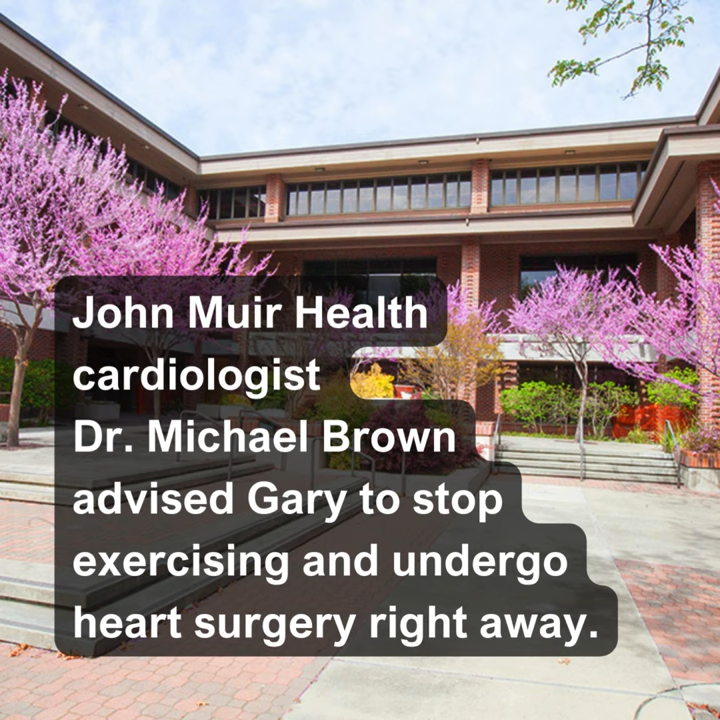 John Muir Health
cardiologist
Dr. Michael Brown
advised Gary to stop
exercising and undergo
heart surgery right away.